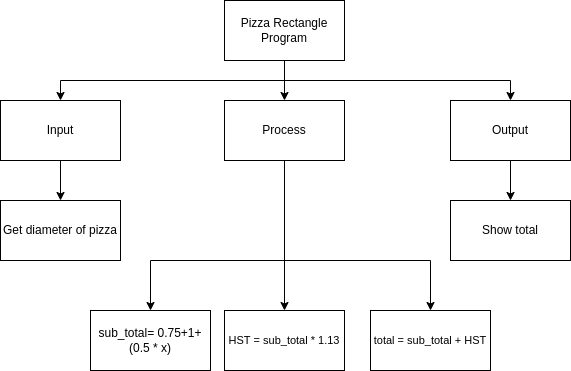 Pizza Rectangle
Program
Input
Process
Output
Get diameter of pizza
Show total
sub_total= 0.75+1+
(0.5 * x)
HST = sub_total * 1.13
total = sub_total + HST